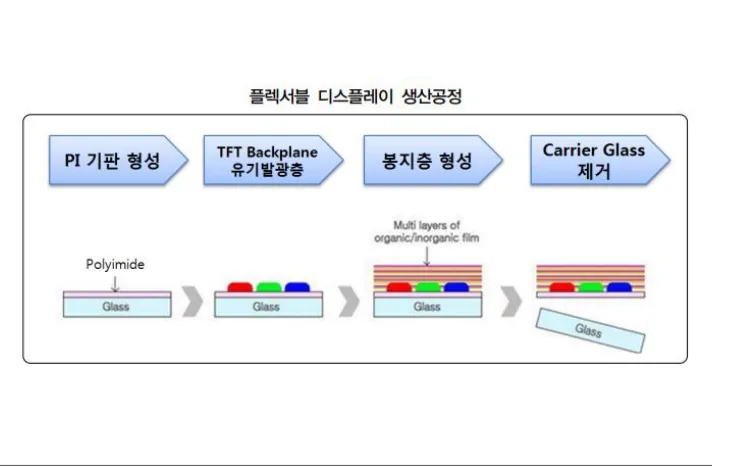 플렉서블 디스플레이 생산공정
PI 기판 형성
TFT Backplane
유기발광층
봉지층 형성
Carrier Glass
제거
Multi layers of
organic/inorganic film
Polyimide
Glass
Glass
Glass
Glass